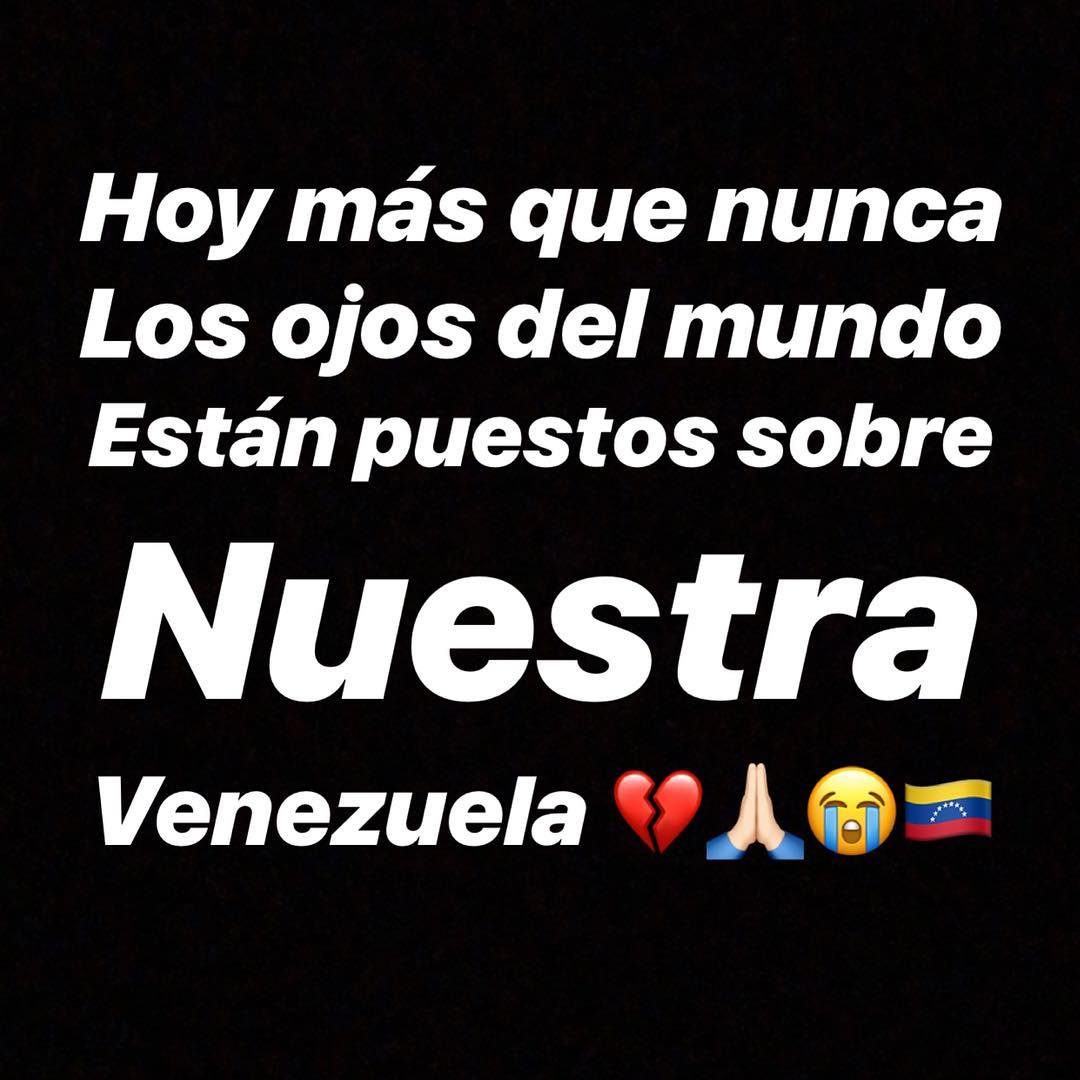 Hoy más que nunca
Los ojos del mundo
Están puestos sobre
Nuestra
Venezuela 💔🙏🏻😭🇻🇪